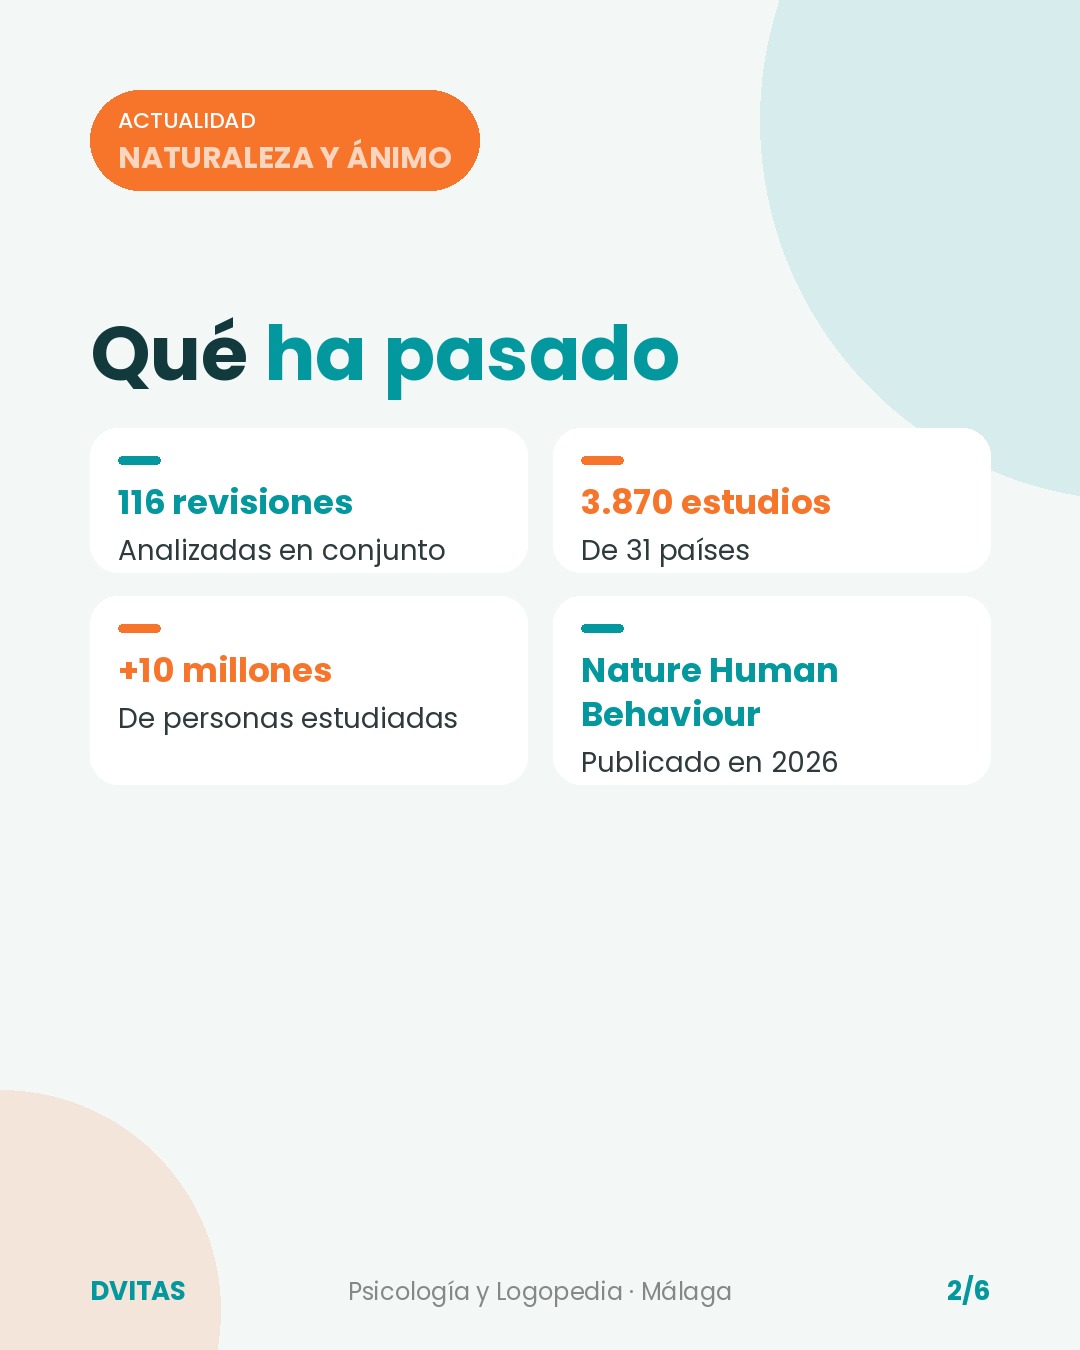 ACTUALIDAD
NATURALEZA Y ÁNIMO
Qué ha pasado
116 revisiones
Analizadas en conjunto
3.870 estudios
De 31 países
+10 millones
De personas estudiadas
Nature Human
Behaviour
Publicado en 2026
DVITAS
Psicología y Logopedia · Málaga
2/6